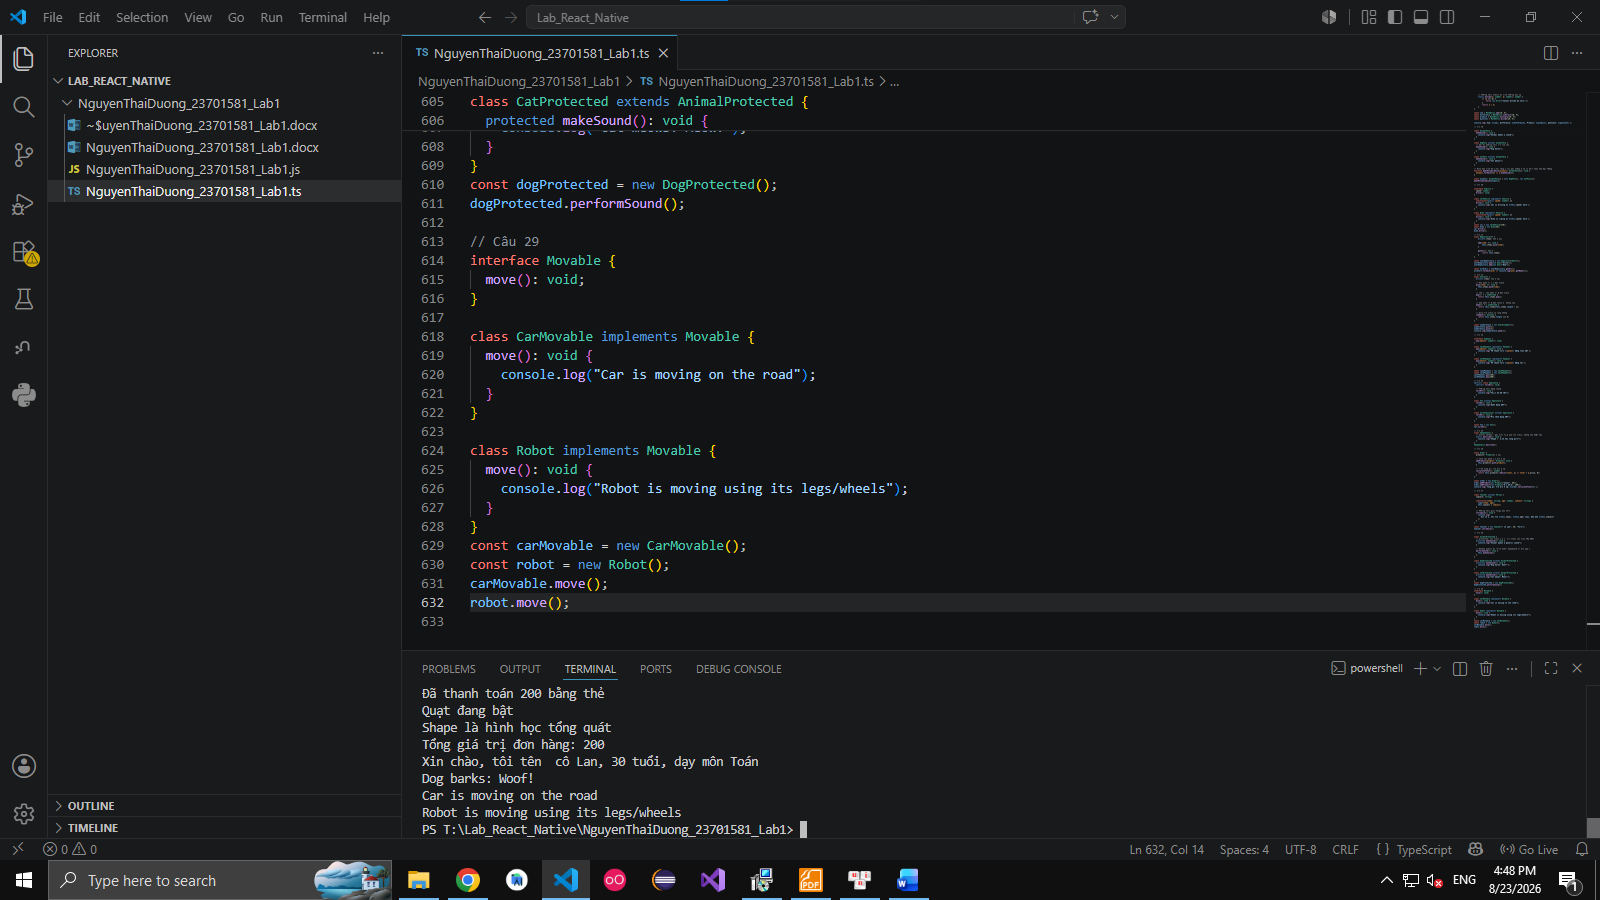 File Edit Selection View Go Run Terminal Help
Lab_React_Native
EXPLORER
LAB_REACT_NATIVE
NguyenThaiDuong_23701581_Lab1
~$uyenThaiDuong_23701581_Lab1.docx
NguyenThaiDuong_23701581_Lab1.docx
JS NguyenThaiDuong_23701581_Lab1.js
TS NguyenThaiDuong_23701581_Lab1.ts
OUTLINE
TIMELINE
TS NguyenThaiDuong_23701581_Lab1.ts
NguyenThaiDuong_23701581_Lab1 > TS NguyenThaiDuong_23701581_Lab1.ts > ...
605 class CatProtected extends AnimalProtected {
606 protected makeSound(): void {
608 }
609 }
610 const dogProtected = new DogProtected();
611 dogProtected.performSound();
612
613 // Câu 29
614 interface Movable {
615 move(): void;
616 }
617
618 class CarMovable implements Movable {
619 move(): void {
620 console.log("Car is moving on the road");
621 }
622 }
623
624 class Robot implements Movable {
625 move(): void {
626 console.log("Robot is moving using its legs/wheels");
627 }
628 }
629 const carMovable = new CarMovable();
630 const robot = new Robot();
631 carMovable.move();
632 robot.move();
633
PROBLEMS OUTPUT TERMINAL PORTS DEBUG CONSOLE
powershell
Đã thanh toán 200 bằng thẻ
Quạt đang bật
Shape là hình học tổng quát
Tổng giá trị đơn hàng: 200
Xin chào, tôi tên  cô Lan, 30 tuổi, dạy môn Toán
Dog barks: Woof!
Car is moving on the road
Robot is moving using its legs/wheels
PS T:\Lab_React_Native\NguyenThaiDuong_23701581_Lab1>
0 0
Ln 632, Col 14 Spaces: 4 UTF-8 CRLF {} TypeScript Go Live
Type here to search
ENG
4:48 PM
8/23/2026
1